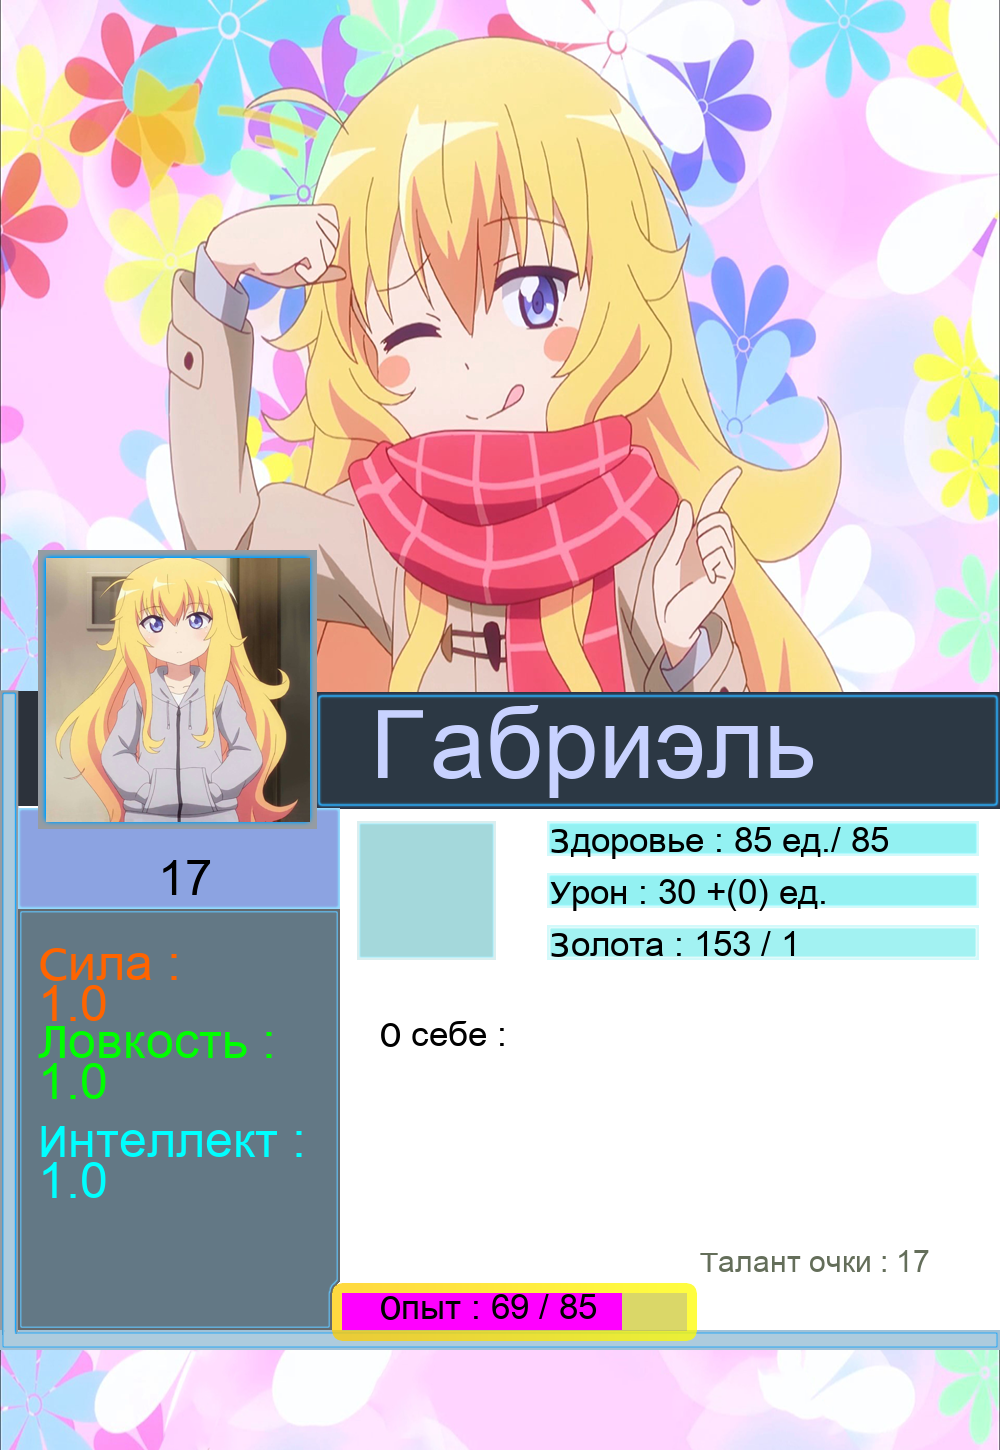 Габриэль
17
Здоровье : 85 ед./ 85
Урон : 30 +(0) ед.
Золота : 153 / 1
Сила :
1.0
Ловкость :
1.0
Интеллект :
1.0
О себе :
Талант очки : 17
Опыт : 69 / 85